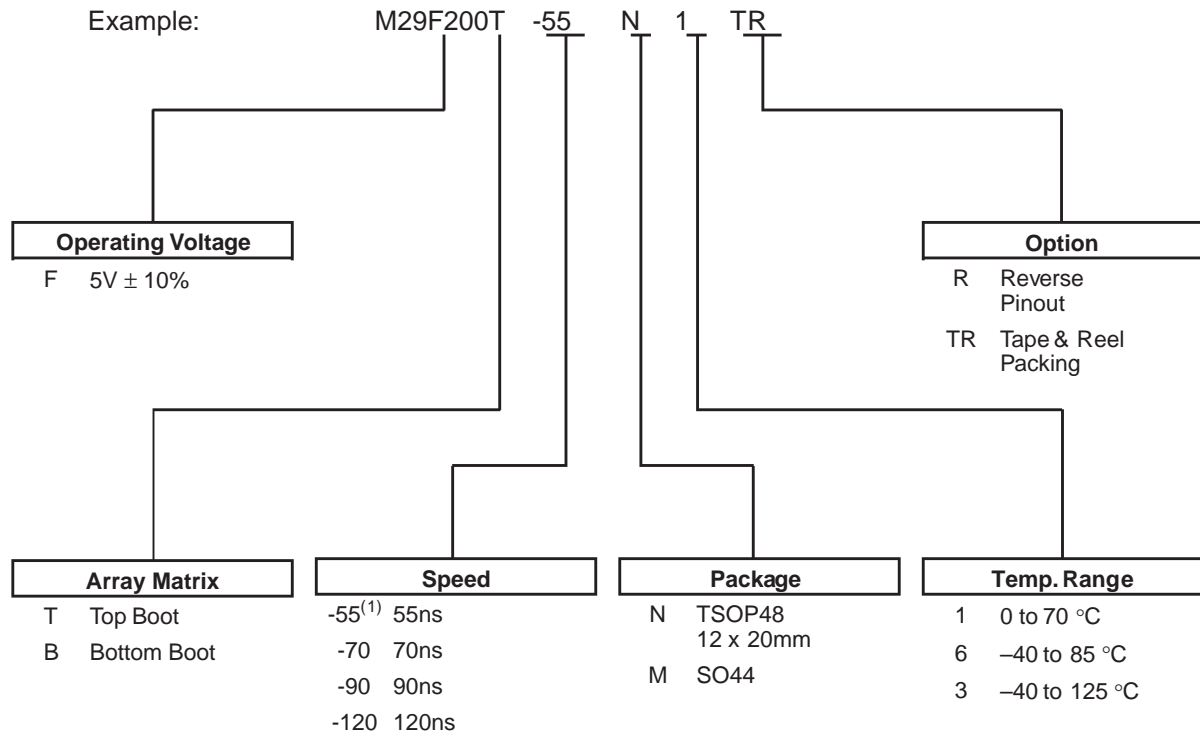 Example: M29F200T -55 N 1 TR
Operating Voltage
F 5V ± 10%
Option
R Reverse
Pinout
TR Tape & Reel
Packing
Array Matrix
T Top Boot
B Bottom Boot
Speed
-55(1) 55ns
-70 70ns
-90 90ns
-120 120ns
Package
N TSOP48
12 x 20mm
M SO44
Temp. Range
1 0 to 70 °C
6 –40 to 85 °C
3 –40 to 125 °C